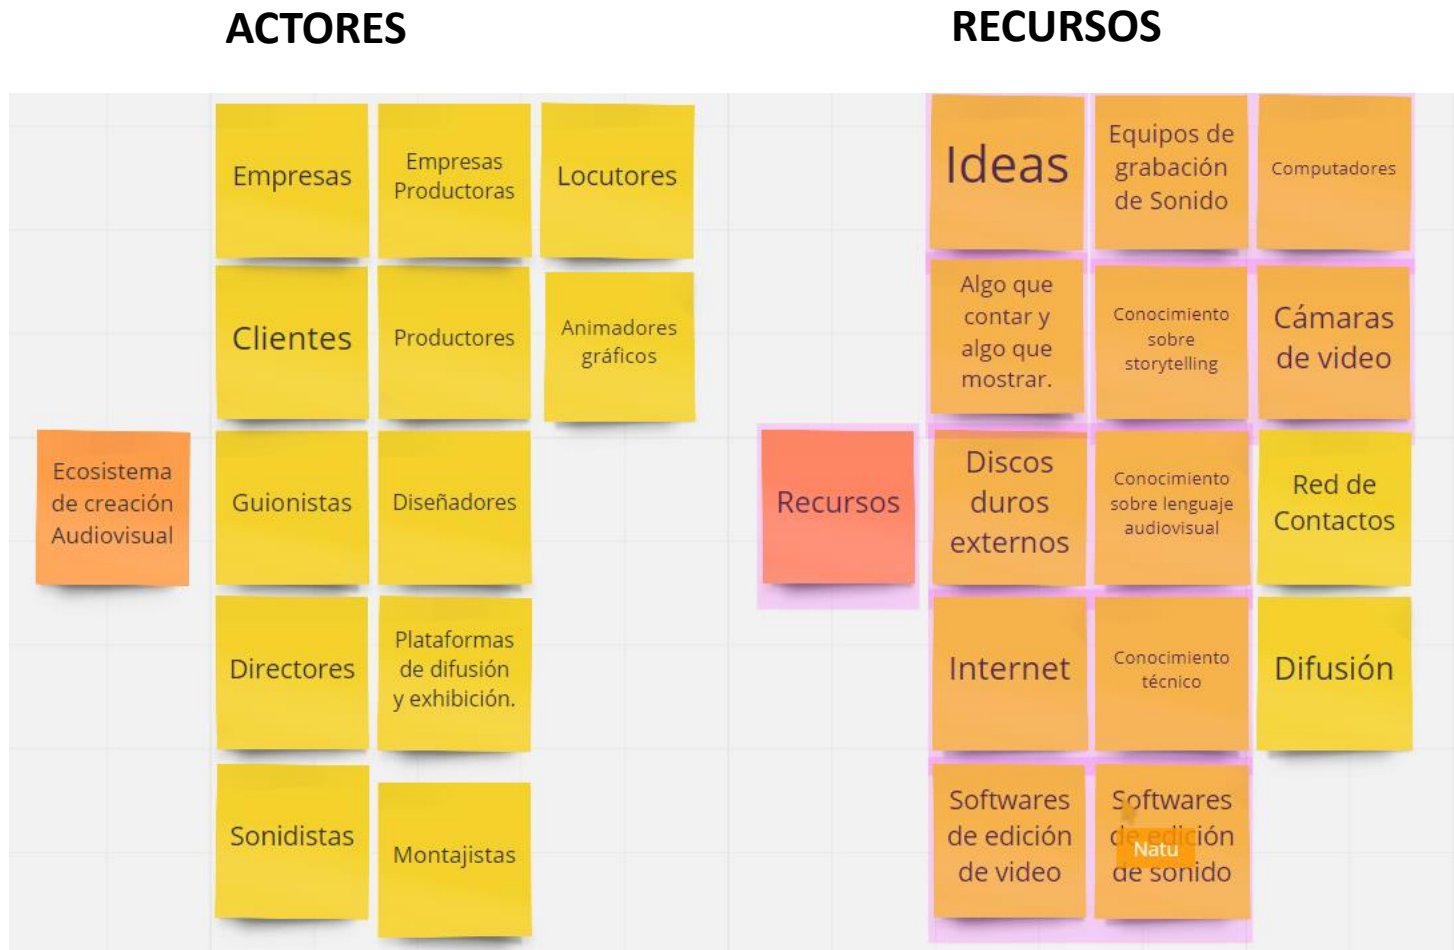 ACTORES
RECURSOS
Empresas
Empresas
Productoras
Locutores
Clientes
Productores
Animadores
gráficos
Ecosistema
de creación
Audiovisual
Guionistas
Diseñadores
Directores
Plataformas
de difusión
y exhibición.
Sonidistas
Montajistas
Ideas
Equipos de
grabación
de Sonido
Computadores
Algo que
contar y
algo que
mostrar.
Conocimiento
sobre
storytelling
Cámaras
de video
Recursos
Discos
duros
externos
Conocimiento
sobre lenguaje
audiovisual
Red de
Contactos
Internet
Conocimiento
técnico
Difusión
Softwares
de edición
de video
Softwares
de edición
de sonido
Natu